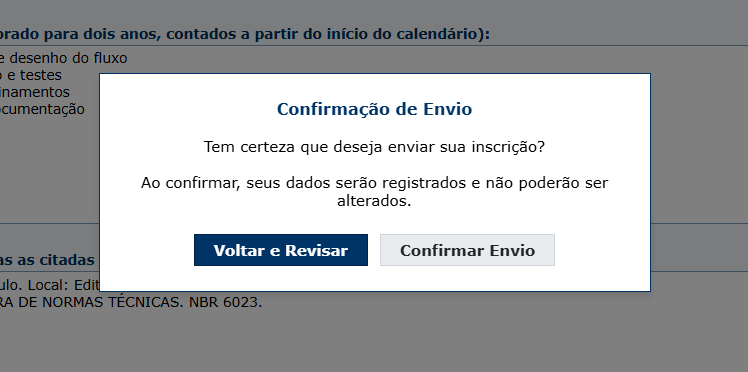 orado para dois anos, contados a partir do início do calendário):
e desenho do fluxo
o e testes
inamentos
ocumentação
Confirmação de Envio
Tem certeza que deseja enviar sua inscrição?
Ao confirmar, seus dados serão registrados e não poderão ser
alterados.
Voltar e Revisar Confirmar Envio
as as citadas
ulo. Local: Edit
RA DE NORMAS TÉCNICAS. NBR 6023.